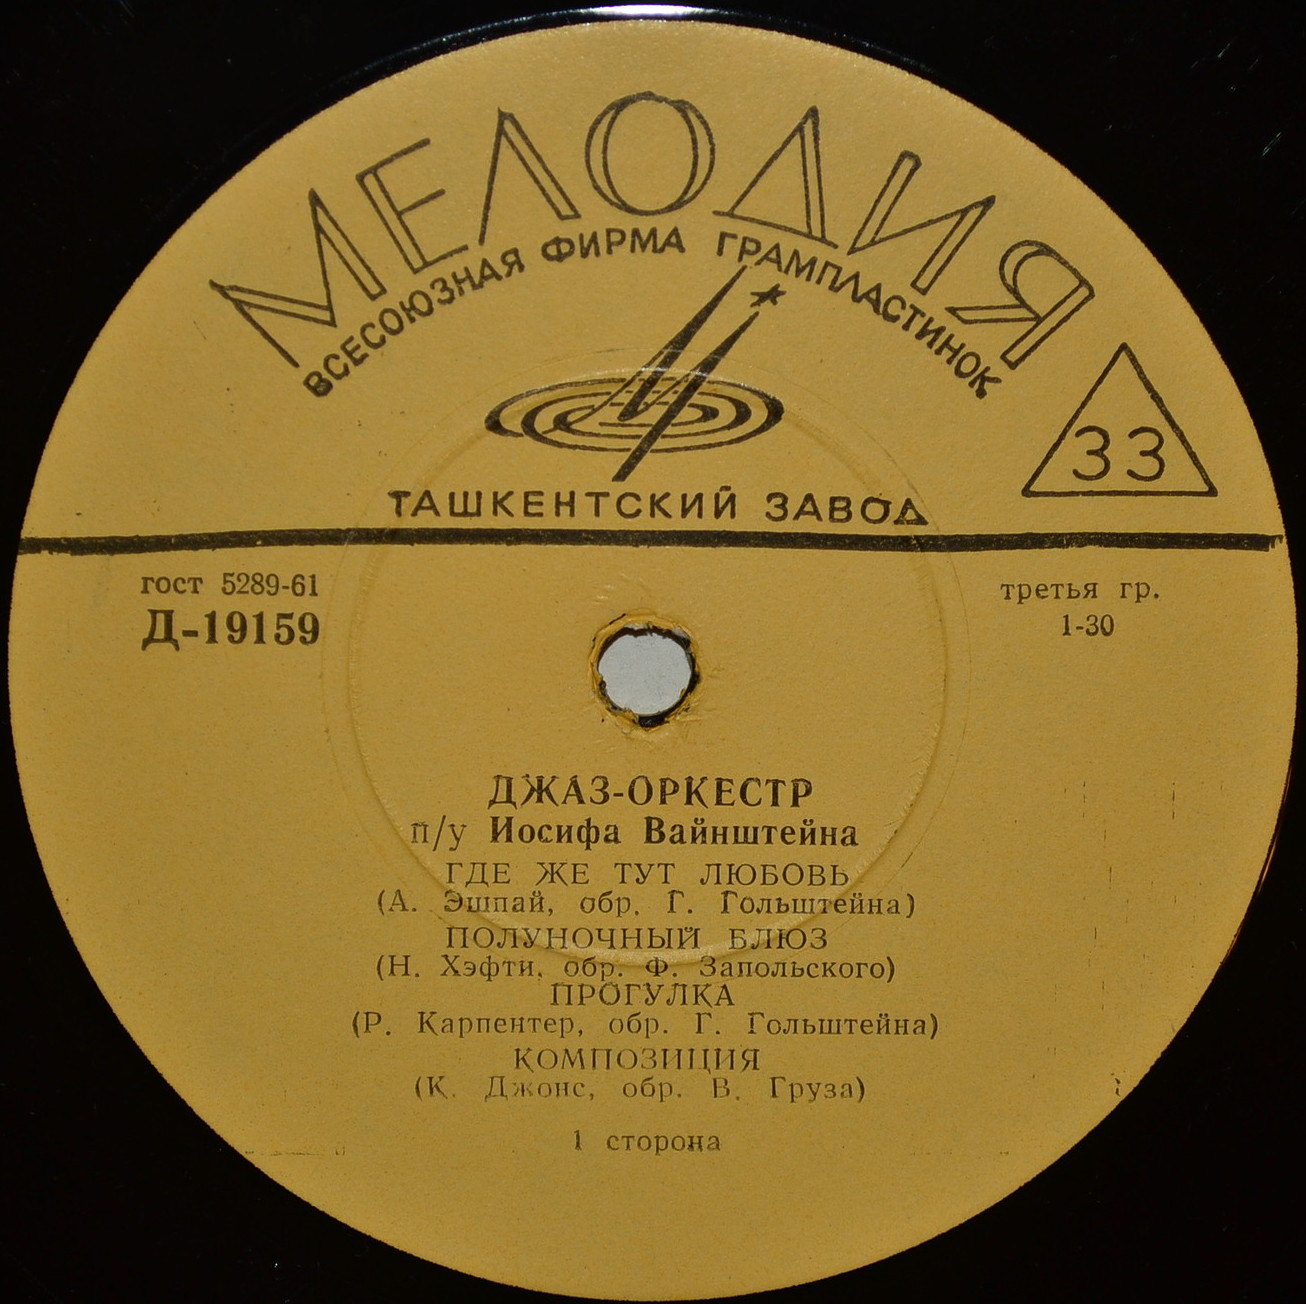 МЕЛОДИЯ
ВСЕСОЮЗНАЯ ФИРМА ГРАМПЛАСТИНОК
33
ТАШКЕНТСКИЙ ЗАВОД
гост 5289-61
третья гр.
Д-19159
1-30
ДЖАЗ-ОРКЕСТР
п/у Иосифа Вайнштейна
ГДЕ ЖЕ ТУТ ЛЮБОВЬ
(А. Эшпай, обр. Г. Гольштейна)
ПОЛУНОЧНЫЙ БЛЮЗ
(Н. Хэфти, обр. Ф. Запольского)
ПРОГУЛКА
(Р. Карпентер, обр. Г. Гольштейна)
КОМПОЗИЦИЯ
(К. Джонс, обр. В. Груза)
1 сторона